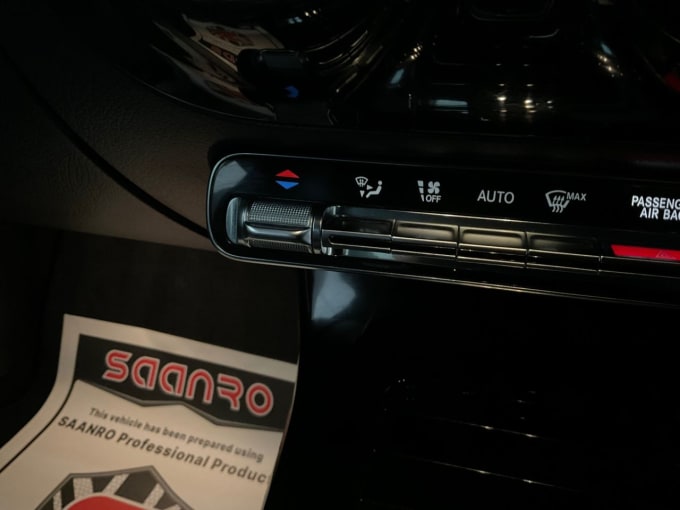 OFF
AUTO
MAX
PASSENG
AIR BAG
SAANRO
This vehicle has been prepared using
SAANRO Professional Produc